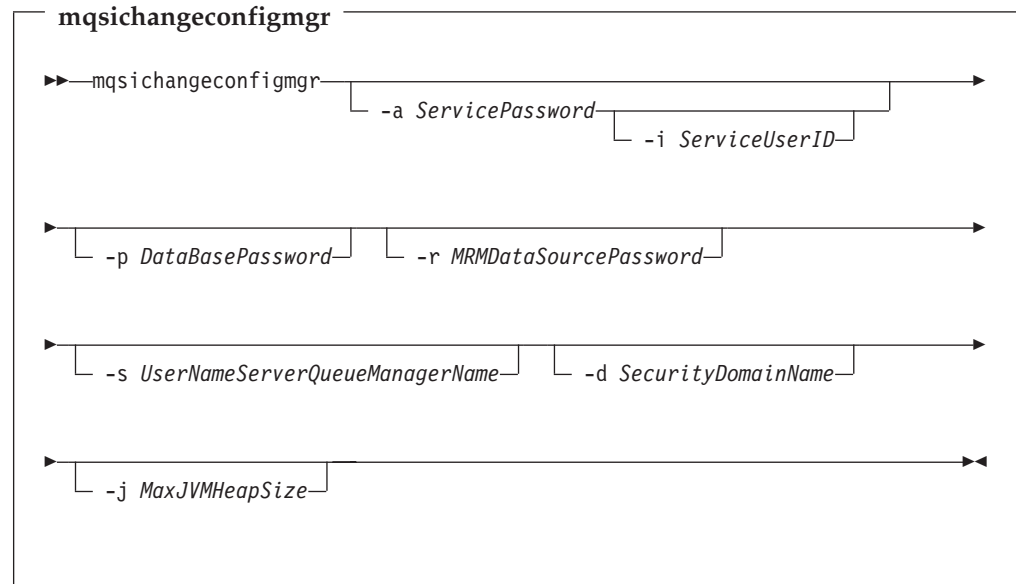 mqsichangeconfigmgr
mqsichangeconfigmgr
-a ServicePassword
-i ServiceUserID
-p DataBasePassword
-r MRMDataSourcePassword
-s UserNameServerQueueManagerName
-d SecurityDomainName
-j MaxJVMHeapSize